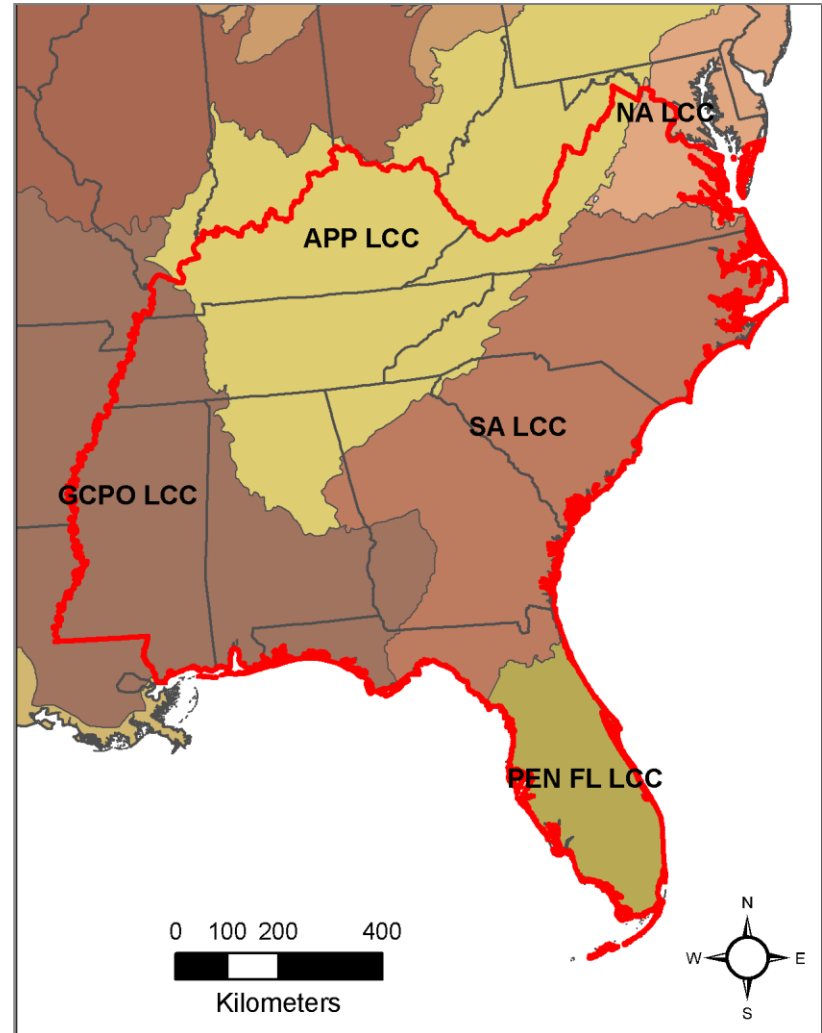 NA LCC
APP LCC
SA LCC
GCPO LCC
PEN FL LCC
0 100 200 400
Kilometers
N
W E
S